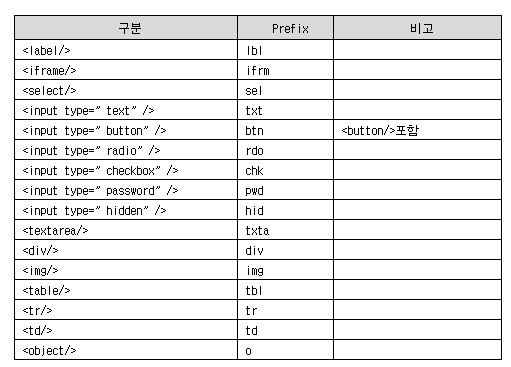 구분 Prefix 비고
<label/> lbl
<iframe/> ifrm
<select/> sel
<input type=” text” /> txt
<input type=” button” /> btn <button/>포함
<input type=” radio” /> rdo
<input type=” checkbox” /> chk
<input type=” password” /> pwd
<input type=” hidden” /> hid
<textarea/> txta
<div/> div
<img/> img
<table/> tbl
<tr/> tr
<td/> td
<object/> o